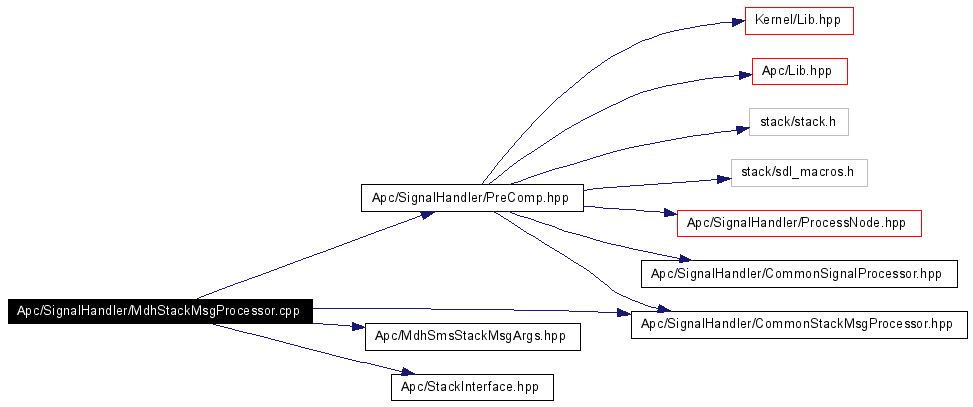 Kernel/Lib.hpp
Apc/Lib.hpp
stack/stack.h
stack/sdl_macros.h
Apc/SignalHandler/PreComp.hpp
Apc/SignalHandler/ProcessNode.hpp
Apc/SignalHandler/CommonSignalProcessor.hpp
Apc/SignalHandler/MdhStackMsgProcessor.cpp
Apc/SignalHandler/CommonStackMsgProcessor.hpp
Apc/MdhSmsStackMsgArgs.hpp
Apc/StackInterface.hpp